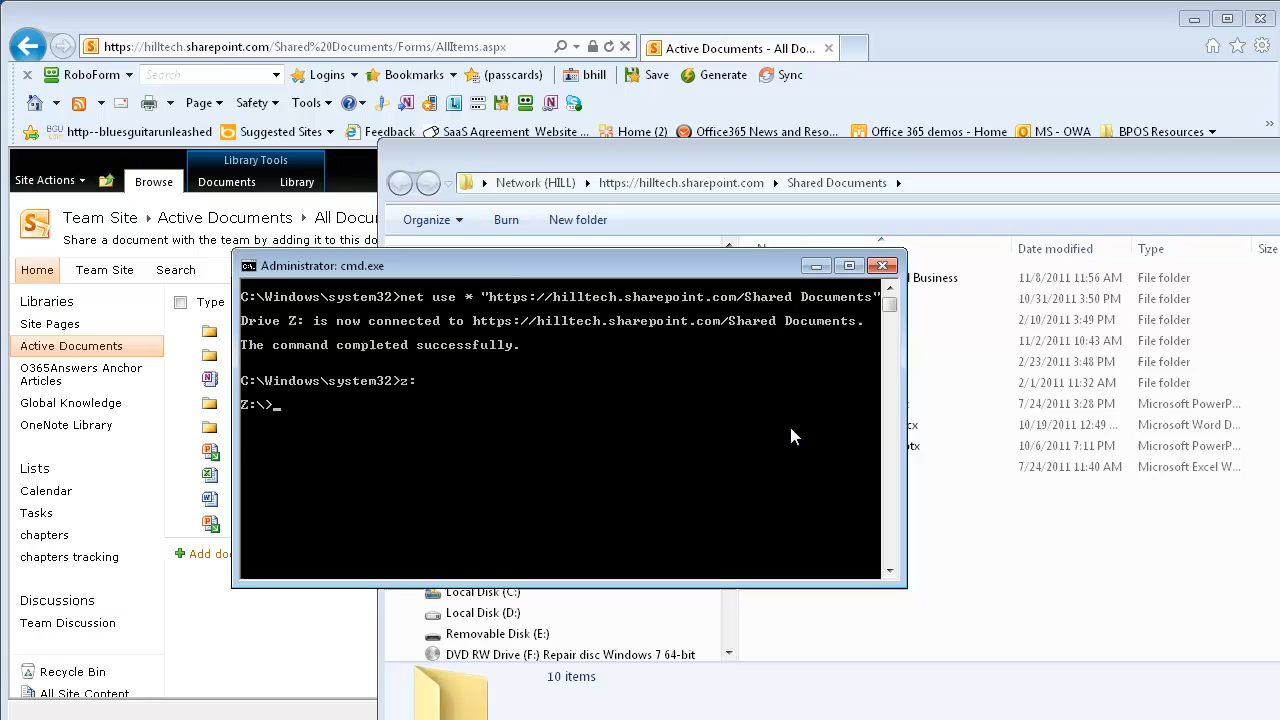 https://hilltech.sharepoint.com/Shared%20Documents/Forms/AllItems.aspx
Active Documents - All Do...
RoboForm Search Logins Bookmarks (passcards) bhill Save Generate Sync
Page Safety Tools
BGU http--bluesguitarunleashed Suggested Sites Feedback SaaS Agreement Website ... Home (2) Office365 News and Reso... Office 365 demos - Home MS - OWA BPOS Resources
Library Tools
Site Actions Browse Documents Library
Network (HILL) https://hilltech.sharepoint.com Shared Documents
Organize Burn New folder
Team Site Active Documents All Docu
Share a document with the team by adding it to this do
Home Team Site Search
Libraries
Site Pages
Active Documents
O365Answers Anchor
Articles
Global Knowledge
OneNote Library
Lists
Calendar
Tasks
chapters
chapters tracking
Discussions
Team Discussion
Recycle Bin
All Site Content
Type
Add do
Administrator: cmd.exe
C:\Windows\system32>net use * "https://hilltech.sharepoint.com/Shared Documents"
Drive Z: is now connected to https://hilltech.sharepoint.com/Shared Documents.
The command completed successfully.
C:\Windows\system32>z:
Z:\>_
Date modified Type Size
Business 11/8/2011 11:56 AM File folder
10/31/2011 3:50 PM File folder
2/10/2011 3:49 PM File folder
11/2/2011 10:43 AM File folder
2/23/2011 3:48 PM File folder
2/1/2011 11:32 AM File folder
7/24/2011 3:28 PM Microsoft PowerP...
cx 10/19/2011 12:49 ... Microsoft Word D...
ptx 10/6/2011 7:11 PM Microsoft PowerP...
7/24/2011 11:40 AM Microsoft Excel W...
Local Disk (C:)
Local Disk (D:)
Removable Disk (E:)
DVD RW Drive (F:) Repair disc Windows 7 64-bit
10 items